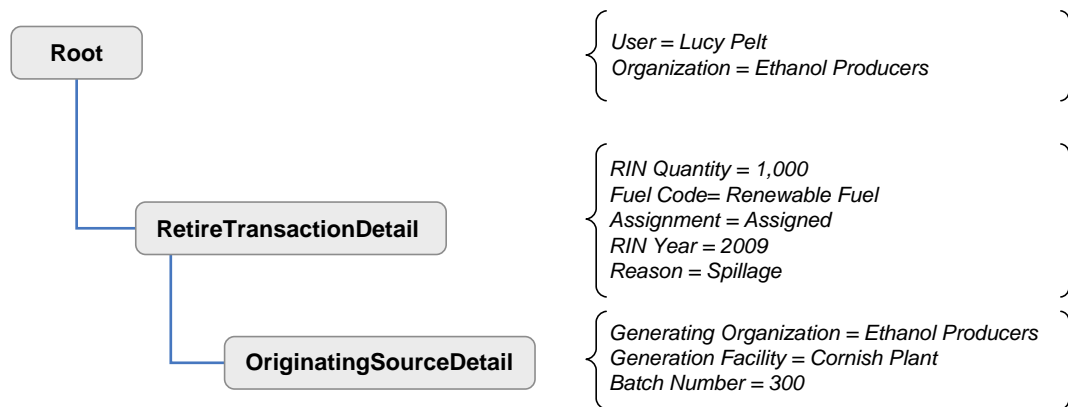 Root
User = Lucy Pelt
Organization = Ethanol Producers
RetireTransactionDetail
RIN Quantity = 1,000
Fuel Code= Renewable Fuel
Assignment = Assigned
RIN Year = 2009
Reason = Spillage
OriginatingSourceDetail
Generating Organization = Ethanol Producers
Generation Facility = Cornish Plant
Batch Number = 300